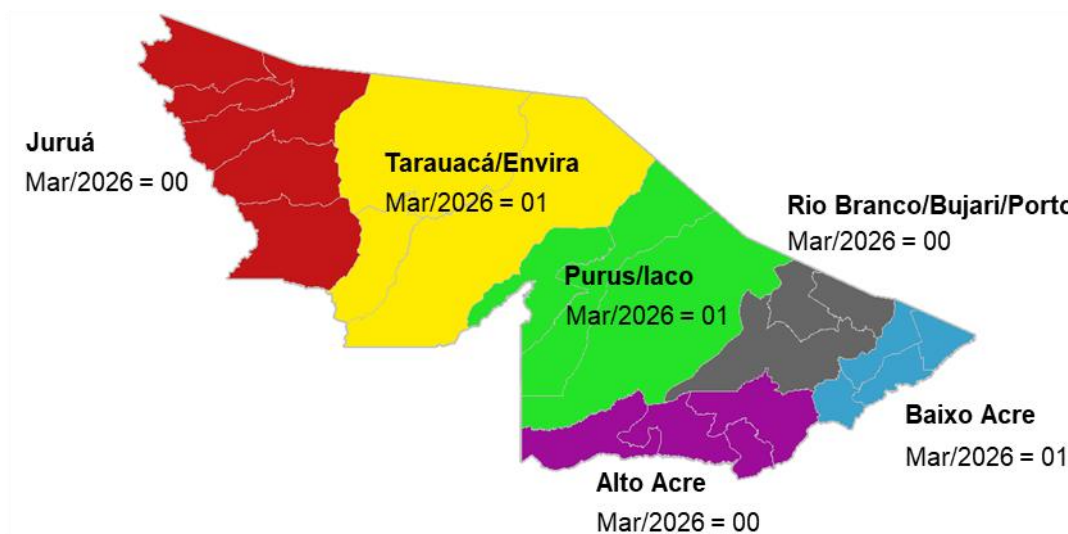 Juruá
Mar/2026 = 00
Tarauacá/Envira
Mar/2026 = 01
Rio Branco/Bujari/Porto
Mar/2026 = 00
Purus/Iaco
Mar/2026 = 01
Baixo Acre
Mar/2026 = 01
Alto Acre
Mar/2026 = 00